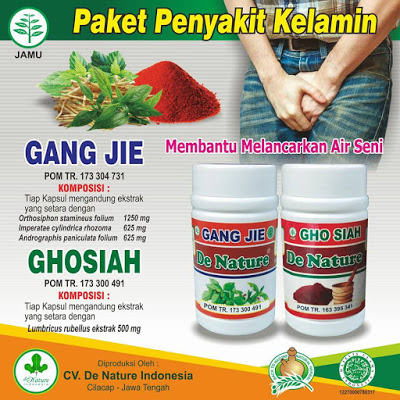 Paket Penyakit Kelamin
JAMU
GANG JIE
POM TR. 173 304 731
KOMPOSISI :
Tiap Kapsul mengandung ekstrak
yang setara dengan
Orthosiphon stamineus folium 1250 mg
Imperatae cylindrica rhozoma 625 mg
Andrographis paniculata folium 625 mg
GHOSIAH
POM TR. 173 300 491
KOMPOSISI :
Tiap Kapsul mengandung ekstrak
yang setara dengan
Lumbricus rubellus ekstrak 500 mg
Membantu Melancarkan Air Seni
GANG JIE
De Nature
POM TR. 173 300 491
GHO SIAH
De Nature
POM TR. 163 395 341
de Nature
Indonesia
Diproduksi Oleh :
CV. De Nature Indonesia
Cilacap - Jawa Tengah